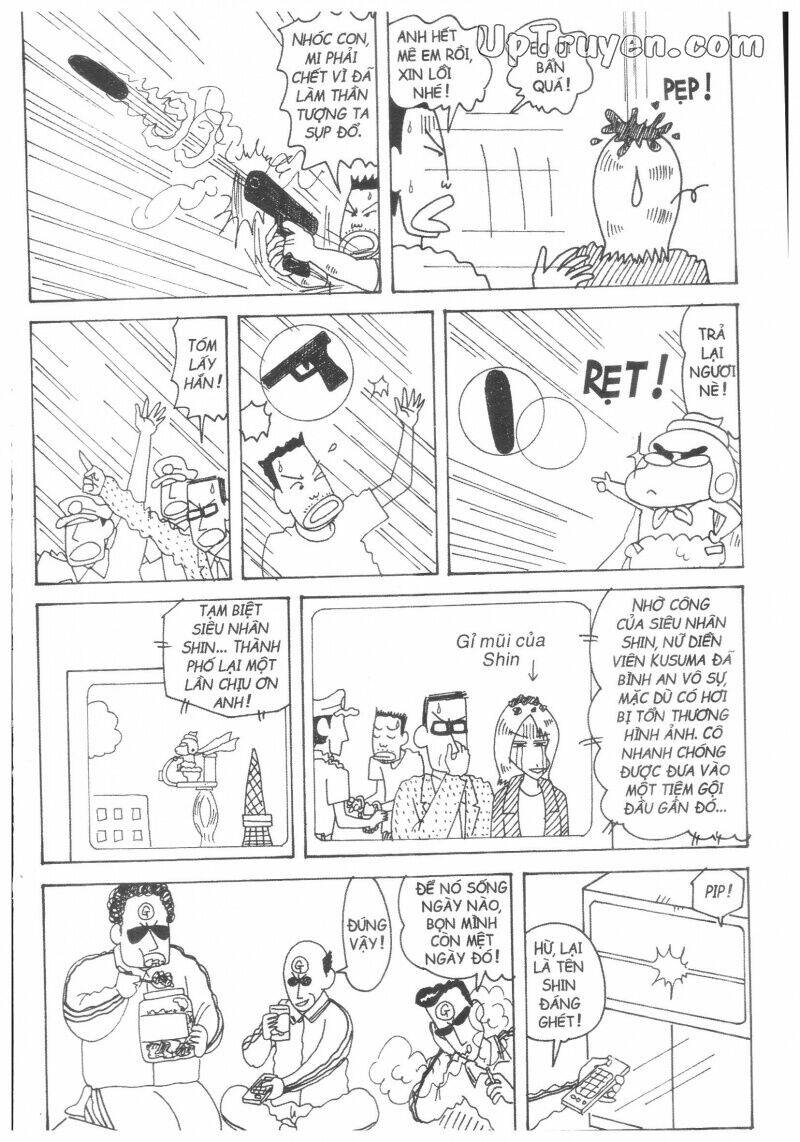 UpTruyen.com
NHÓC CON,
MI PHẢI
CHẾT VÌ ĐÃ
LÀM THẦN
TƯỢNG TA
SỤP ĐỔ.
ANH HẾT
MÊ EM RỒI,
XIN LỖI
NHÉ!
BẨN
QUÁ!
PẸP!
TÓM
LẤY
HẮN!
RẸT!
TRẢ
LẠI
NGƯƠI
NÈ!
TẠM BIỆT
SIÊU NHÂN
SHIN... THÀNH
PHỐ LẠI MỘT
LẦN CHỊU ƠN
ANH!
Gỉ mũi của
Shin
NHỜ CÔNG
CỦA SIÊU NHÂN
SHIN, NỮ DIỄN
VIÊN KUSUMA ĐÃ
BÌNH AN VÔ SỰ,
MẶC DÙ CÓ HƠI
BỊ TỔN THƯƠNG
HÌNH ẢNH. CÔ
NHANH CHÓNG
ĐƯỢC ĐƯA VÀO
MỘT TIỆM GỘI
ĐẦU GẦN ĐÓ...
G
ĐÚNG
VẬY!
G
ĐỂ NÓ SỐNG
NGÀY NÀO,
BỌN MÌNH
CÒN MỆT
NGÀY ĐÓ!
G
PIP!
HỪ, LẠI
LÀ TÊN
SHIN
ĐÁNG
GHÉT!